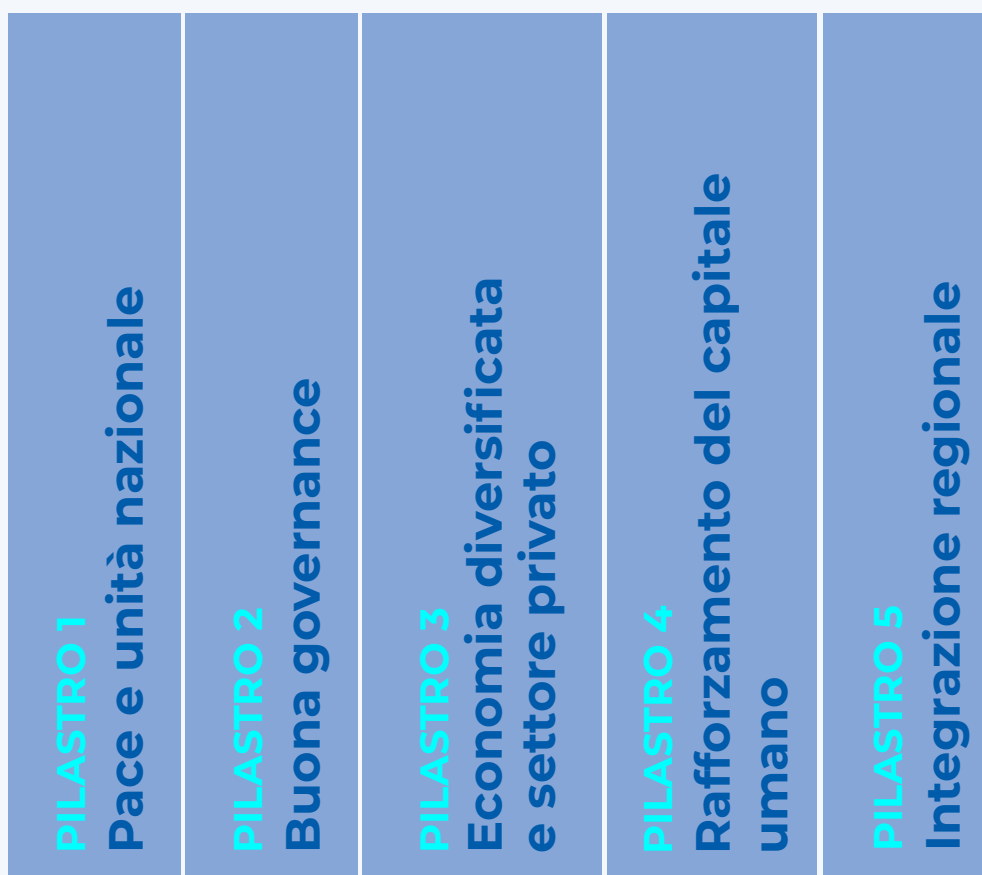 PILASTRO 1
Pace e unità nazionale
PILASTRO 2
Buona governance
PILASTRO 3
Economia diversificata
e settore privato
PILASTRO 4
Rafforzamento del capitale
umano
PILASTRO 5
Integrazione regionale